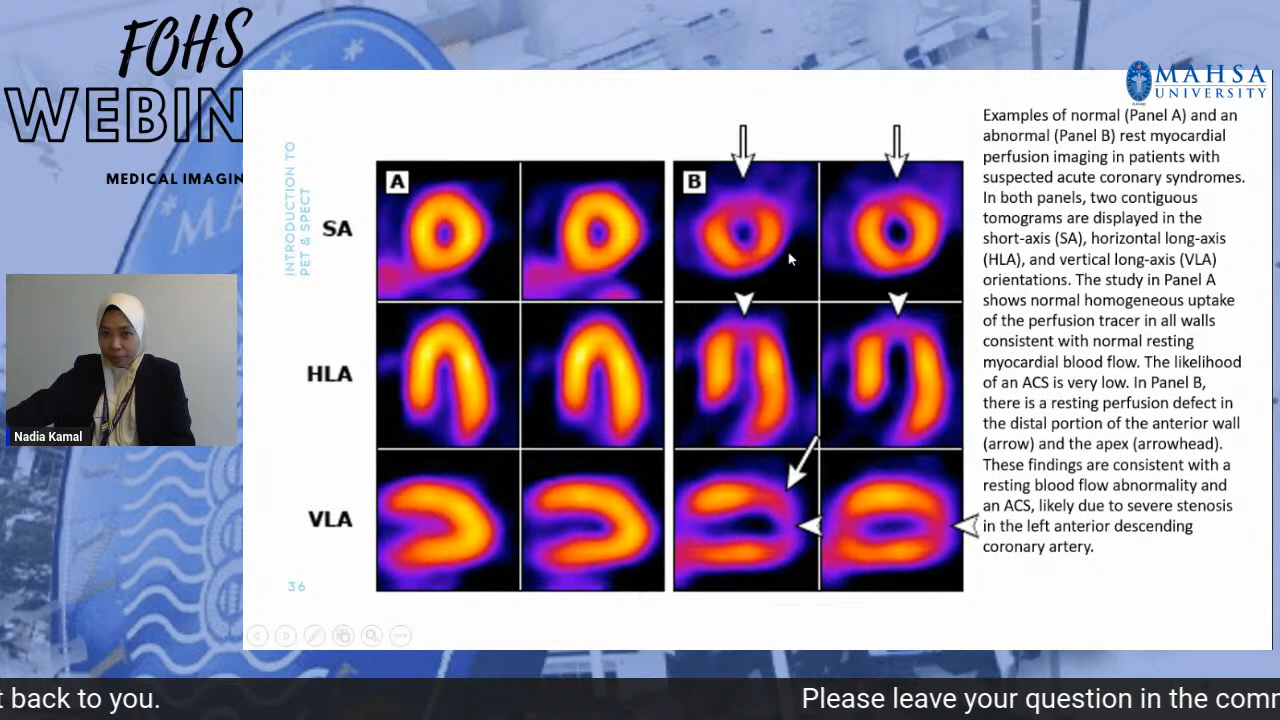 FOHS
WEBIN
MEDICAL IMAGIN
MAHSA
UNIVERSITY
INTRODUCTION TO
PET & SPECT
A
B
SA
HLA
VLA
Examples of normal (Panel A) and an
abnormal (Panel B) rest myocardial
perfusion imaging in patients with
suspected acute coronary syndromes.
In both panels, two contiguous
tomograms are displayed in the
short-axis (SA), horizontal long-axis
(HLA), and vertical long-axis (VLA)
orientations. The study in Panel A
shows normal homogeneous uptake
of the perfusion tracer in all walls
consistent with normal resting
myocardial blood flow. The likelihood
of an ACS is very low. In Panel B,
there is a resting perfusion defect in
the distal portion of the anterior wall
(arrow) and the apex (arrowhead).
These findings are consistent with a
resting blood flow abnormality and
an ACS, likely due to severe stenosis
in the left anterior descending
coronary artery.
Nadia Kamal
36
t back to you.
Please leave your question in the comm